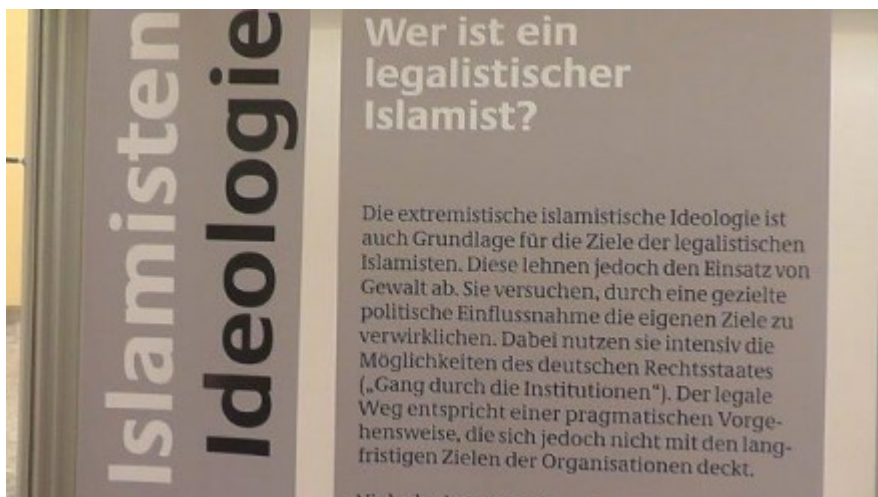 Islamisten
Ideologie
Wer ist ein
legalistischer
Islamist?
Die extremistische islamistische Ideologie ist
auch Grundlage für die Ziele der legalistischen
Islamisten. Diese lehnen jedoch den Einsatz von
Gewalt ab. Sie versuchen, durch eine gezielte
politische Einflussnahme die eigenen Ziele zu
verwirklichen. Dabei nutzen sie intensiv die
Möglichkeiten des deutschen Rechtsstaates
(„Gang durch die Institutionen“). Der legale
Weg entspricht einer pragmatischen Vorge-
hensweise, die sich jedoch nicht mit den lang-
fristigen Zielen der Organisationen deckt.